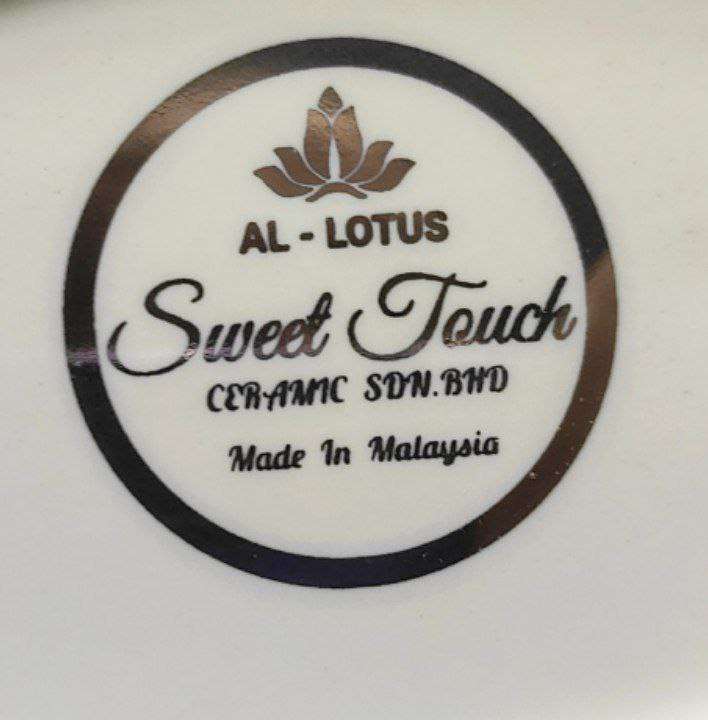 AL - LOTUS
Sweet Touch
CERAMIC SDN.BHD
Made In Malaysia